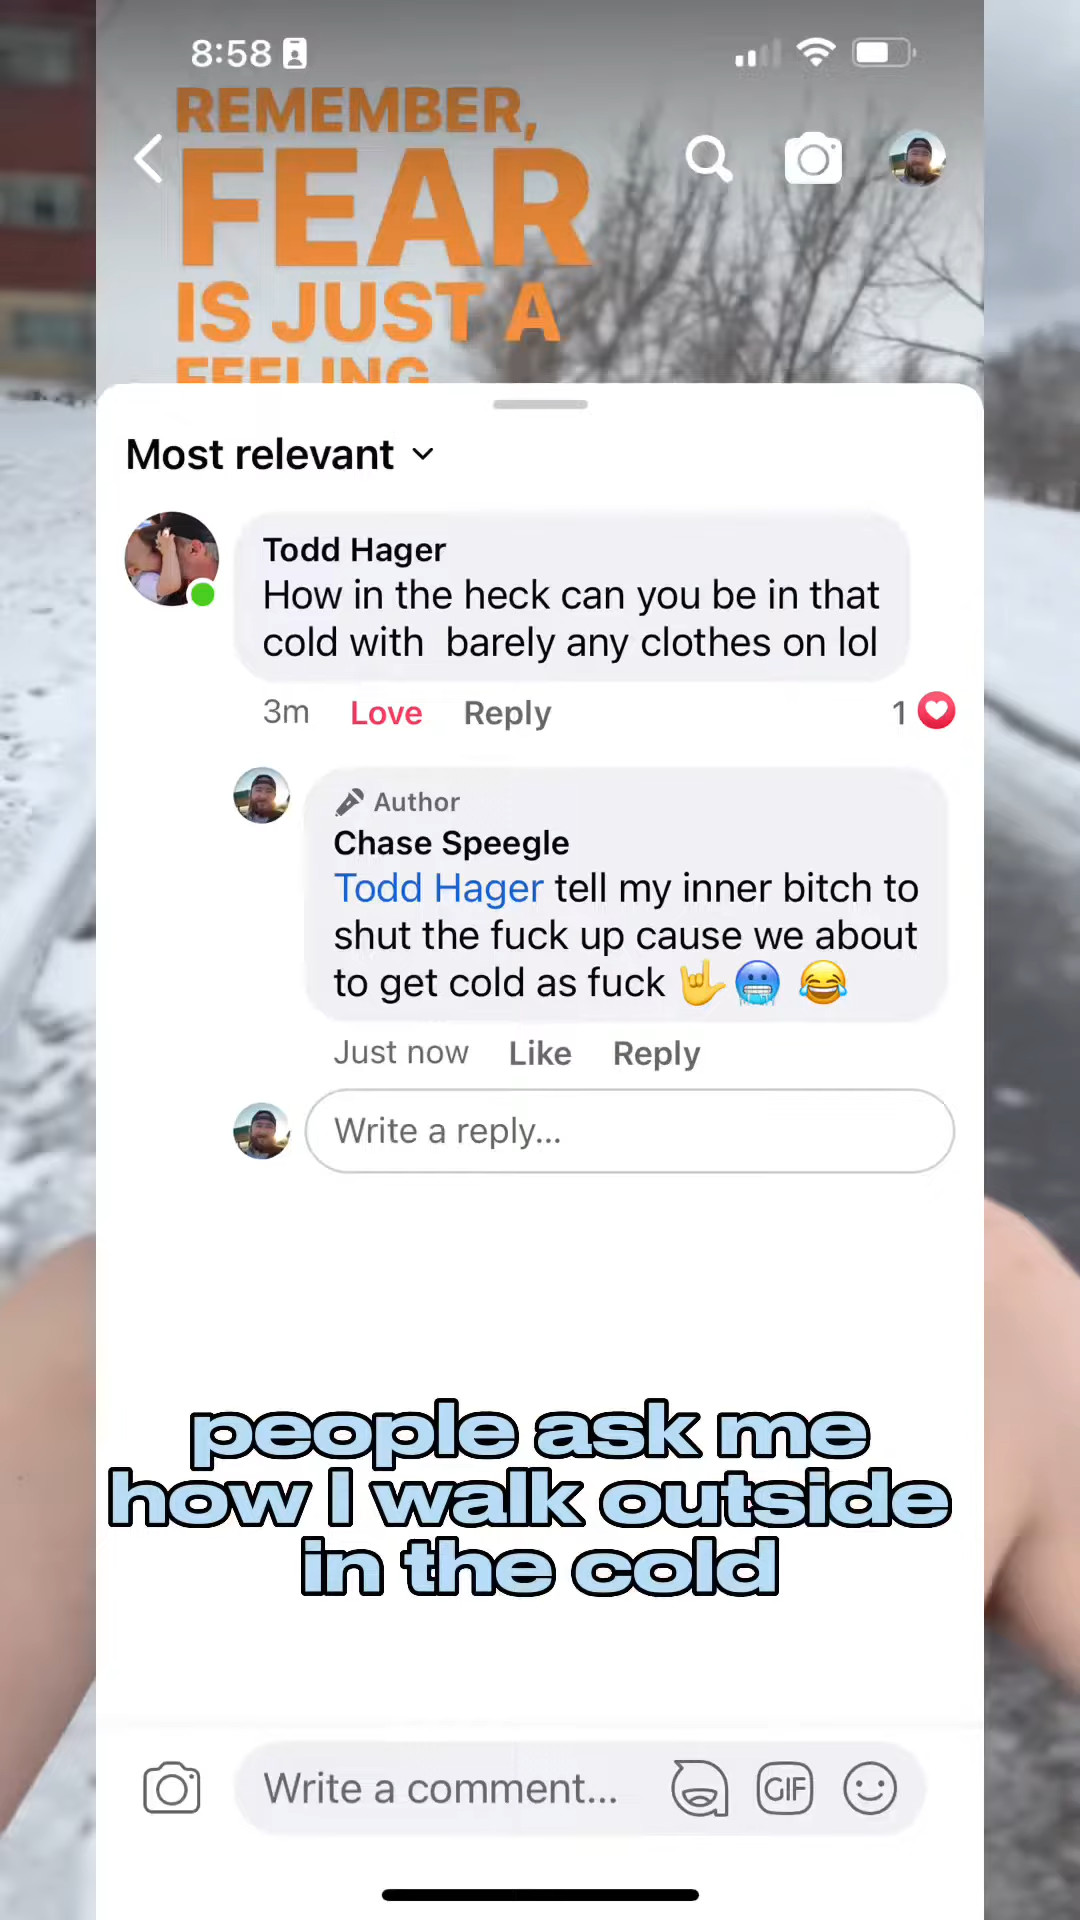 8:58
REMEMBER,
FEAR
IS JUST A
FEELING
Most relevant
Todd Hager
How in the heck can you be in that
cold with  barely any clothes on lol
3m Love Reply 1
Author
Chase Speegle
Todd Hager tell my inner bitch to
shut the fuck up cause we about
to get cold as fuck 🤟🥶 😂
Just now Like Reply
Write a reply...
people ask me
how I walk outside
in the cold
Write a comment... GIF